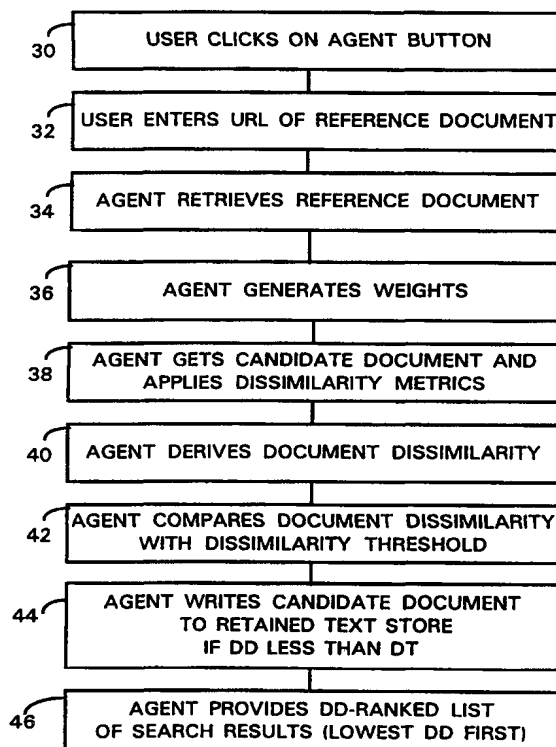 30
USER CLICKS ON AGENT BUTTON
32
USER ENTERS URL OF REFERENCE DOCUMENT
34
AGENT RETRIEVES REFERENCE DOCUMENT
36
AGENT GENERATES WEIGHTS
38
AGENT GETS CANDIDATE DOCUMENT AND
APPLIES DISSIMILARITY METRICS
40
AGENT DERIVES DOCUMENT DISSIMILARITY
42
AGENT COMPARES DOCUMENT DISSIMILARITY
WITH DISSIMILARITY THRESHOLD
44
AGENT WRITES CANDIDATE DOCUMENT
TO RETAINED TEXT STORE
IF DD LESS THAN DT
46
AGENT PROVIDES DD-RANKED LIST
OF SEARCH RESULTS (LOWEST DD FIRST)